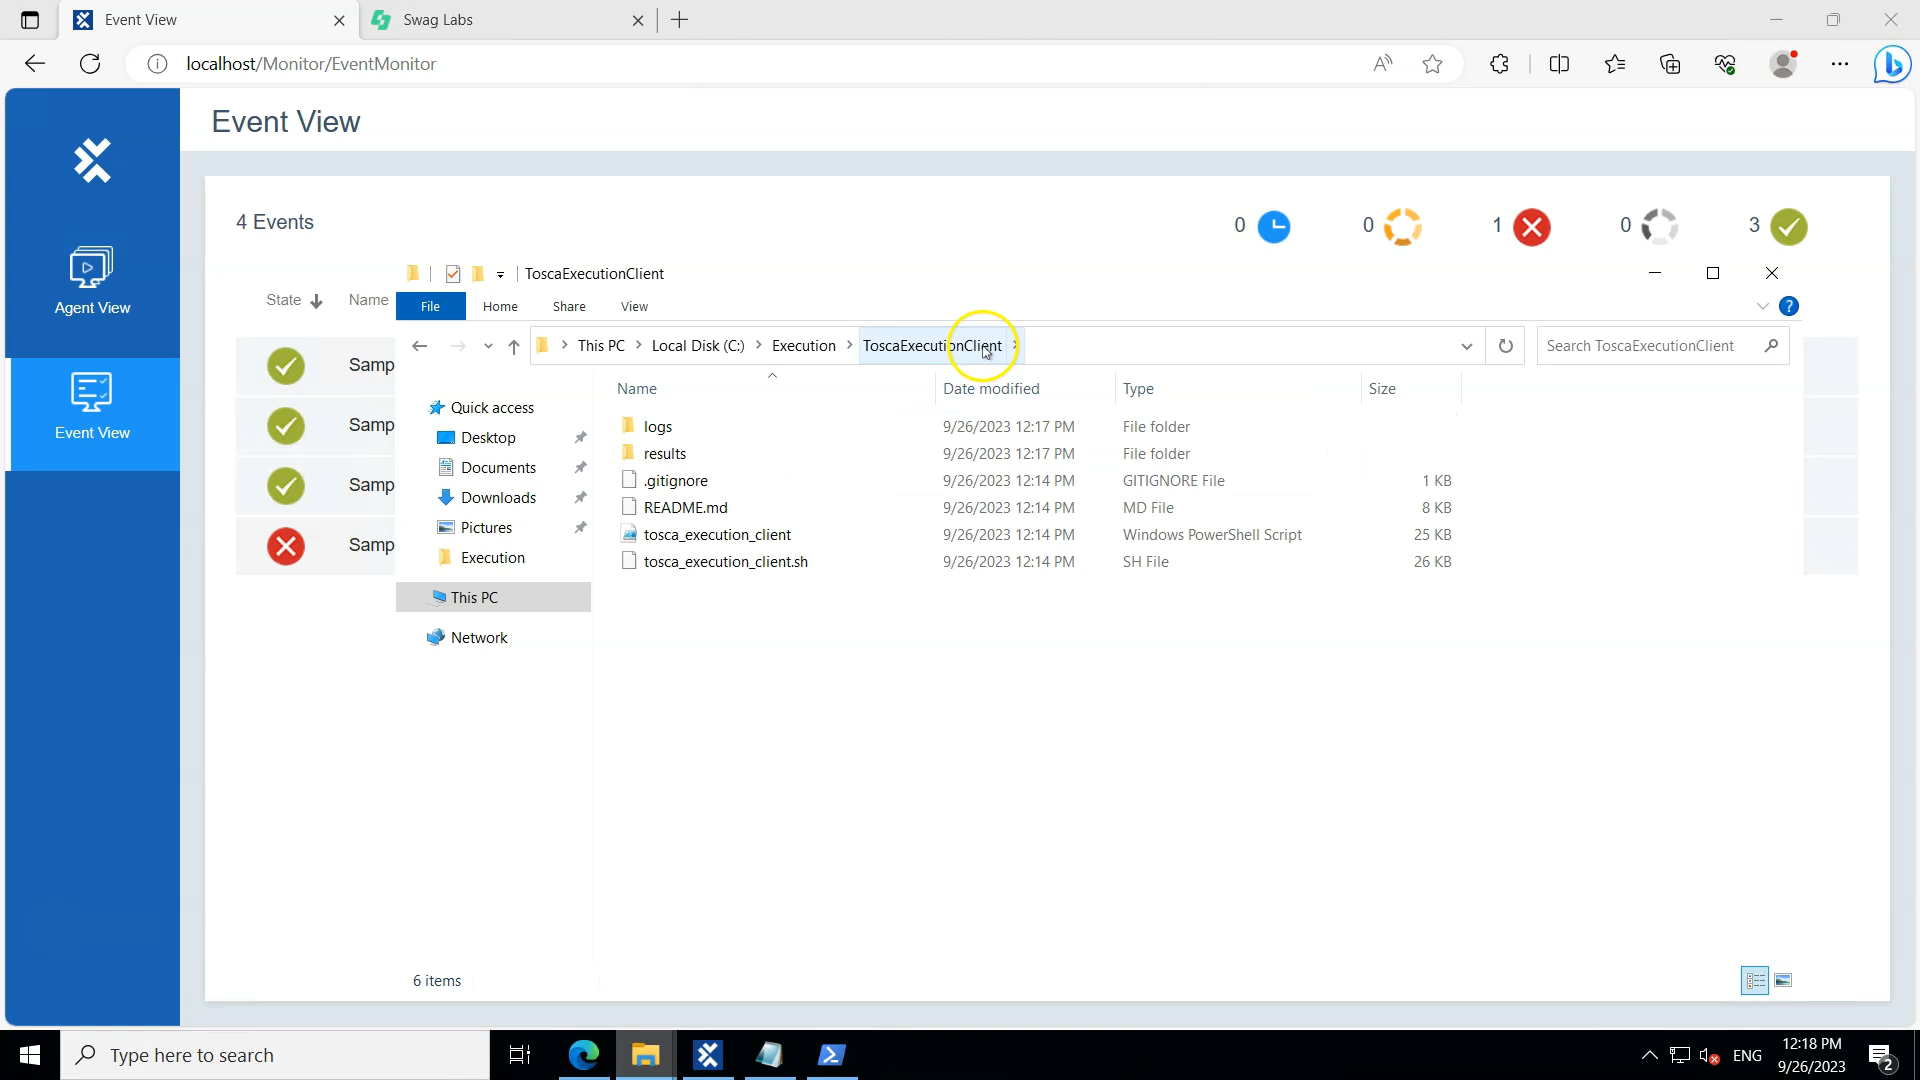 Event View
Swag Labs
localhost/Monitor/EventMonitor
Event View
Agent View
Event View
4 Events
0
0
1
0
3
State
Name
Samp
Samp
Samp
Samp
ToscaExecutionClient
File
Home
Share
View
This PC
Local Disk (C:)
Execution
ToscaExecutionClient
Search ToscaExecutionClient
Name
Date modified
Type
Size
Quick access
Desktop
Documents
Downloads
Pictures
Execution
This PC
Network
logs 9/26/2023 12:17 PM File folder
results 9/26/2023 12:17 PM File folder
.gitignore 9/26/2023 12:14 PM GITIGNORE File 1 KB
README.md 9/26/2023 12:14 PM MD File 8 KB
tosca_execution_client 9/26/2023 12:14 PM Windows PowerShell Script 25 KB
tosca_execution_client.sh 9/26/2023 12:14 PM SH File 26 KB
6 items
Type here to search
ENG
12:18 PM
9/26/2023
2